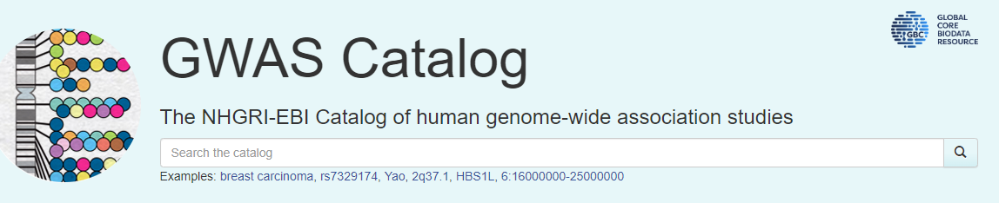 GWAS Catalog
GBC
GLOBAL
CORE
BIODATA
RESOURCE
The NHGRI-EBI Catalog of human genome-wide association studies
Search the catalog
Examples: breast carcinoma, rs7329174, Yao, 2q37.1, HBS1L, 6:16000000-25000000